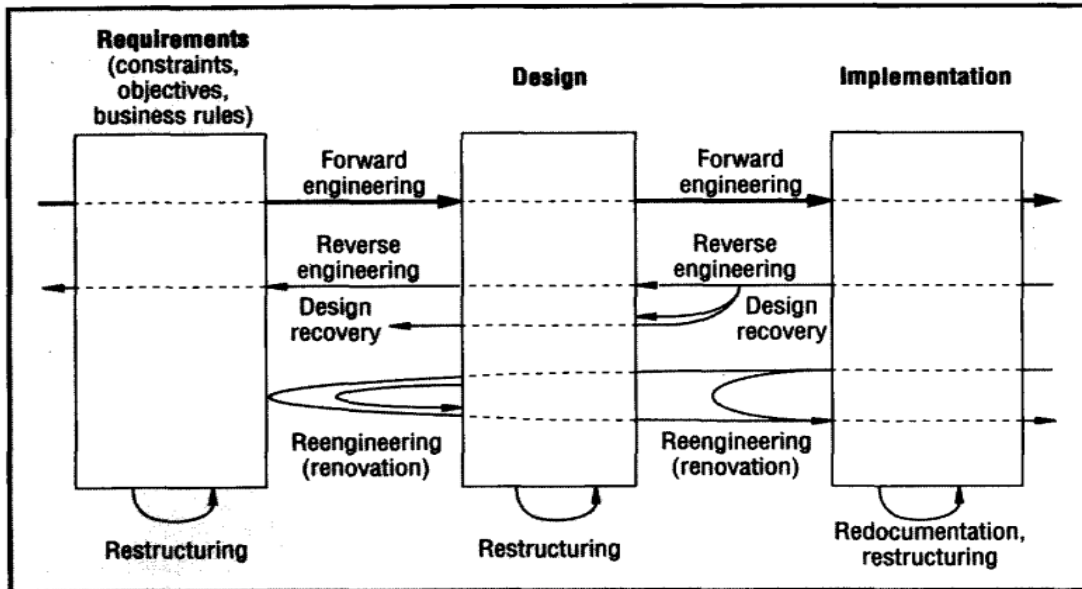 Requirements
(constraints,
objectives,
business rules)
Design
Implementation
Forward
engineering
Forward
engineering
Reverse
engineering
Reverse
engineering
Design
recovery
Design
recovery
Reengineering
(renovation)
Reengineering
(renovation)
Restructuring
Restructuring
Redocumentation,
restructuring